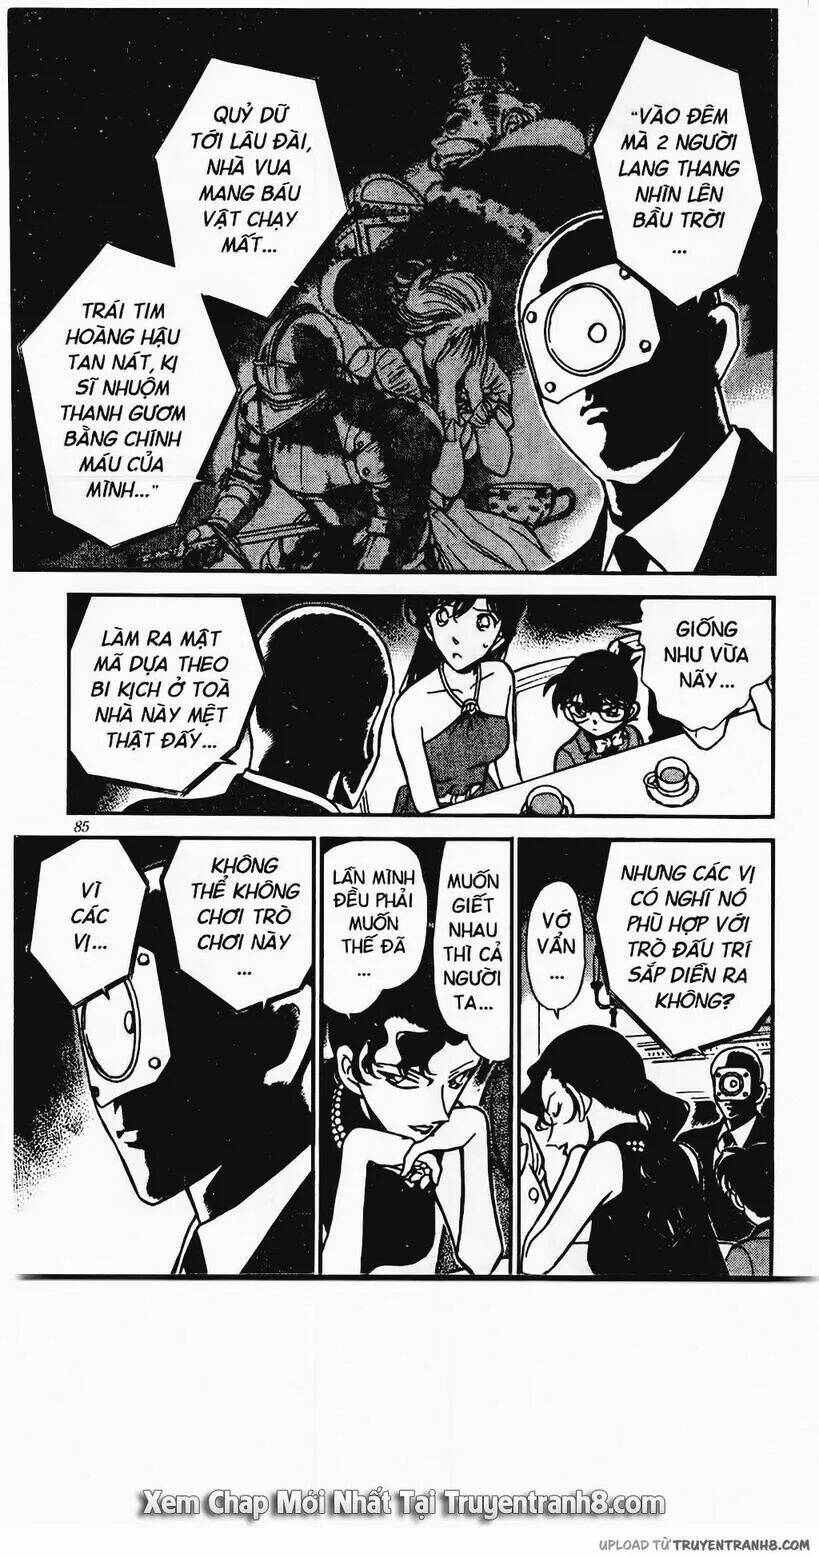 "VÀO ĐÊM
MÀ 2 NGƯỜI
LANG THANG
NHÌN LÊN
BẦU TRỜI
...
QUỶ DỮ
TỚI LÂU ĐÀI,
NHÀ VUA
MANG BÁU
VẬT CHẠY
MẤT...
TRÁI TIM
HOÀNG HẬU
TAN NÁT, KỊ
SĨ NHUỘM
THANH GƯƠM
BẰNG CHÍNH
MÁU CỦA
MÌNH..."
GIỐNG
NHƯ VỪA
NÃY...
LÀM RA MẬT
MÃ DỰA THEO
BI KỊCH Ở TOÀ
NHÀ NÀY MỆT
THẬT ĐẤY...
85
NHƯNG CÁC VỊ
CÓ NGHĨ NÓ
PHÙ HỢP VỚI
TRÒ ĐẤU TRÍ
SẮP DIỄN RA
KHÔNG?
VỚ
VẨN
...
MUỐN
GIẾT
NHAU
THÌ CẢ
NGƯỜI
TA...
LẪN MÌNH
ĐỀU PHẢI
MUỐN
THẾ ĐÃ
...
KHÔNG
THỂ KHÔNG
CHƠI TRÒ
CHƠI NÀY
...
VÌ
CÁC
VỊ...
Xem Chap Mới Nhất Tại Truyentranh8.com
UPLOAD TỪ TRUYENTRANH8.COM